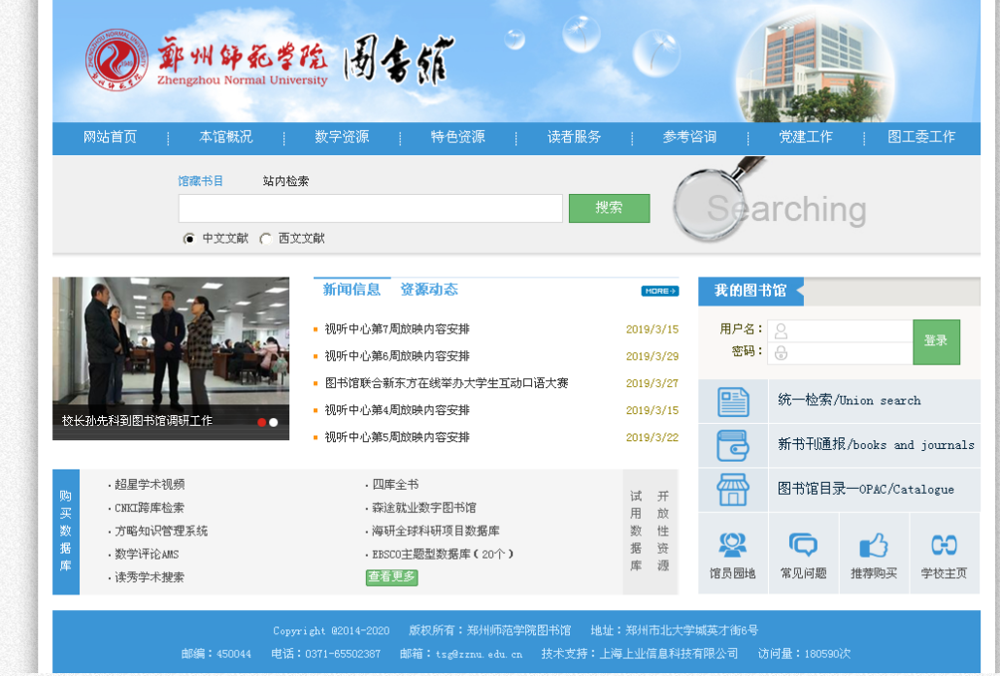 鄭州師範学院 图书館
Zhengzhou Normal University
网站首页 本馆概况 数字资源 特色资源 读者服务 参考咨询 党建工作 图工委工作
馆藏书目 站内检索
搜索
Searching
中文文献 西文文献
新闻信息 资源动态 MORE
视听中心第7周放映内容安排 2019/3/15
视听中心第6周放映内容安排 2019/3/29
图书馆联合新东方在线举办大学生互动口语大赛 2019/3/27
视听中心第4周放映内容安排 2019/3/15
视听中心第5周放映内容安排 2019/3/22
校长孙先科到图书馆调研工作
我的图书馆
用户名：
密码：
登录
统一检索/Union search
新书刊通报/books and journals
图书馆目录—OPAC/Catalogue
馆员园地 常见问题 推荐购买 学校主页
购买数据库
· 超星学术视频 · 四库全书
· CNKI跨库检索 · 森途就业数字图书馆
· 方略知识管理系统 · 海研全球科研项目数据库
· 数学评论AMS · EBSCO主题型数据库（20个）
· 读秀学术搜索 查看更多
试用数据库
开放性资源
Copyright @2014-2020 版权所有：郑州师范学院图书馆 地址：郑州市北大学城英才街6号
邮编：450044 电话：0371-65502387 邮箱：tsg@zznu.edu.cn 技术支持：上海上业信息科技有限公司 访问量：180590次